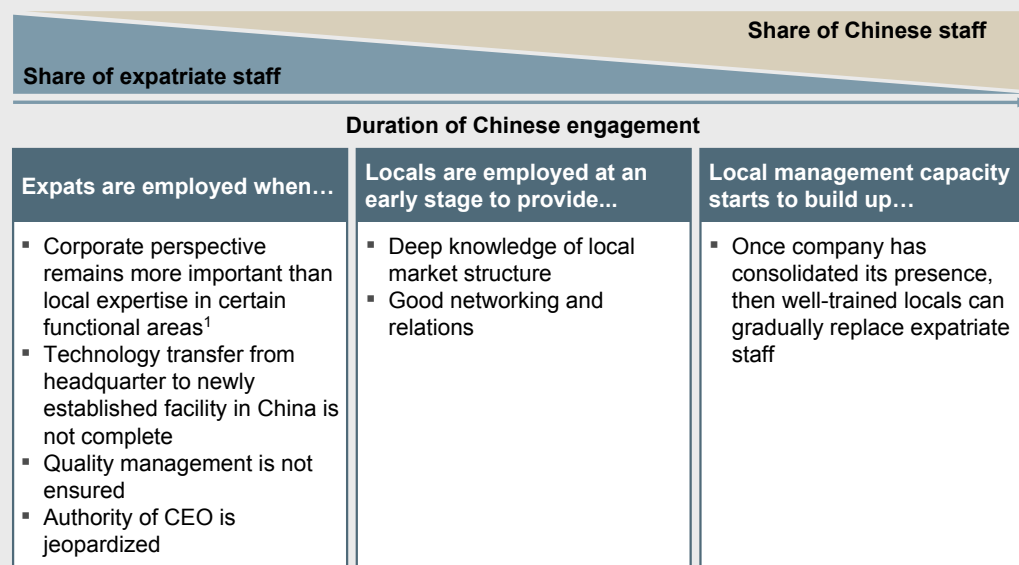 Share of Chinese staff
Share of expatriate staff
Duration of Chinese engagement
Expats are employed when…
▪ Corporate perspective
remains more important than
local expertise in certain
functional areas¹
▪ Technology transfer from
headquarter to newly
established facility in China is
not complete
▪ Quality management is not
ensured
▪ Authority of CEO is
jeopardized
Locals are employed at an
early stage to provide...
▪ Deep knowledge of local
market structure
▪ Good networking and
relations
Local management capacity
starts to build up…
▪ Once company has
consolidated its presence,
then well-trained locals can
gradually replace expatriate
staff